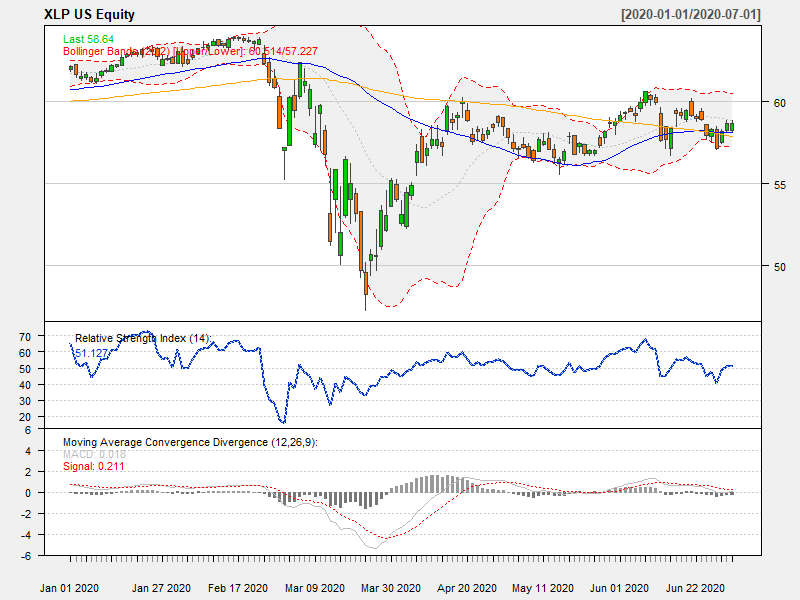 XLP US Equity [2020-01-01/2020-07-01]
Last 58.64
Bollinger Bands (20,2) [Upper/Lower]: 60.514/57.227
60
55
50
Relative Strength Index (14):
51.127
70
60
50
40
30
20
Moving Average Convergence Divergence (12,26,9):
MACD: 0.018
Signal: 0.211
6
4
2
0
-2
-4
-6
Jan 01 2020 Jan 27 2020 Feb 17 2020 Mar 09 2020 Mar 30 2020 Apr 20 2020 May 11 2020 Jun 01 2020 Jun 22 2020